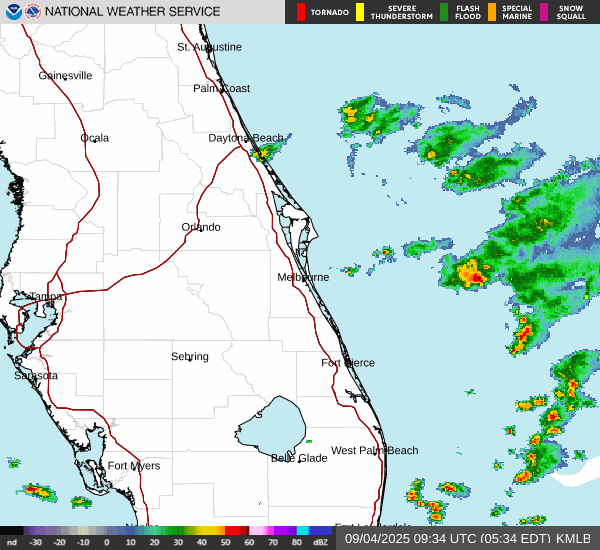 NATIONAL WEATHER SERVICE
TORNADO
SEVERE THUNDERSTORM
FLASH FLOOD
SPECIAL MARINE
SNOW SQUALL
St. Augustine
Gainesville
Palm Coast
Ocala
Daytona Beach
Orlando
Melbourne
Tampa
Sebring
Fort Pierce
Sarasota
West Palm Beach
Belle Glade
Fort Myers
nd -30 -20 -10 0 10 20 30 40 50 60 70 80 dBZ
09/04/2025 09:34 UTC (05:34 EDT) KMLB